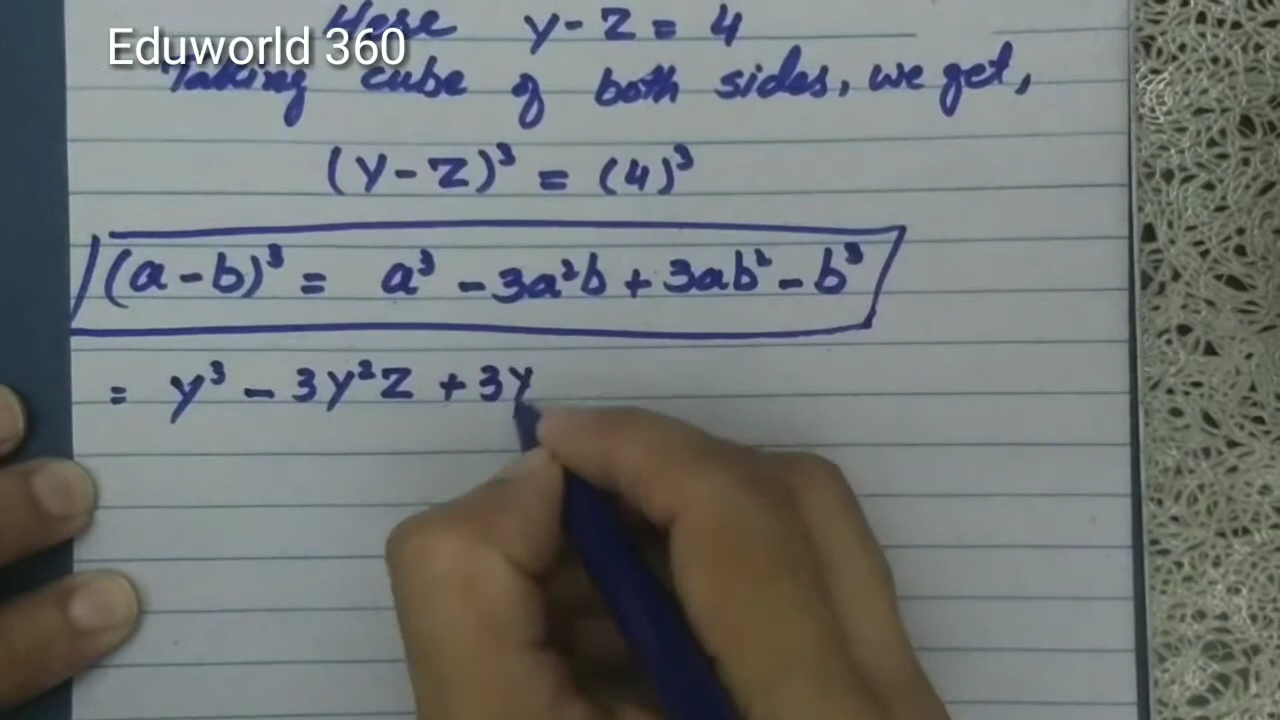 Here y - z = 4
Eduworld 360
Taking cube of both sides, we get,
(y - z)³ = (4)³
(a - b)³ = a³ - 3a²b + 3ab² - b³
= y³ - 3y²z + 3y